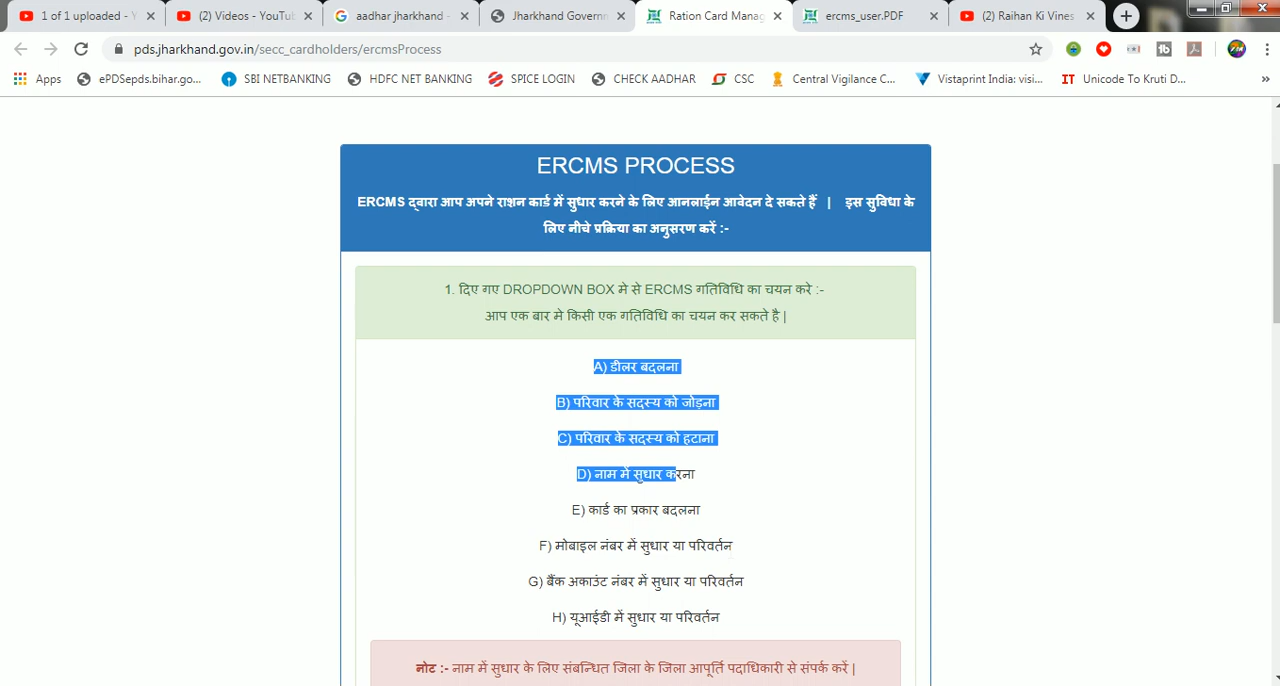 1 of 1 uploaded - Y
(2) Videos - YouTu
aadhar jharkhand -
Jharkhand Governm
Ration Card Manag
ercms_user.PDF
(2) Raihan Ki Vines
pds.jharkhand.gov.in/secc_cardholders/ercmsProcess
Apps
ePDSepds.bihar.go...
SBI NETBANKING
HDFC NET BANKING
SPICE LOGIN
CHECK AADHAR
CSC
Central Vigilance C...
Vistaprint India: visi...
IT Unicode To Kruti D...
ERCMS PROCESS
ERCMS द्वारा आप अपने राशन कार्ड में सुधार करने के लिए आनलाईन आवेदन दे सकते हैं | इस सुविधा के
लिए नीचे प्रक्रिया का अनुसरण करें :-
1. दिए गए DROPDOWN BOX मे से ERCMS गतिविधि का चयन करे :-
आप एक बार मे किसी एक गतिविधि का चयन कर सकते है |
A) डीलर बदलना
B) परिवार के सदस्य को जोड़ना
C) परिवार के सदस्य को हटाना
D) नाम में सुधार करना
E) कार्ड का प्रकार बदलना
F) मोबाइल नंबर में सुधार या परिवर्तन
G) बैंक अकाउंट नंबर में सुधार या परिवर्तन
H) यूआईडी में सुधार या परिवर्तन
नोट :- नाम में सुधार के लिए संबन्धित जिला के जिला आपूर्ति पदाधिकारी से संपर्क करें |